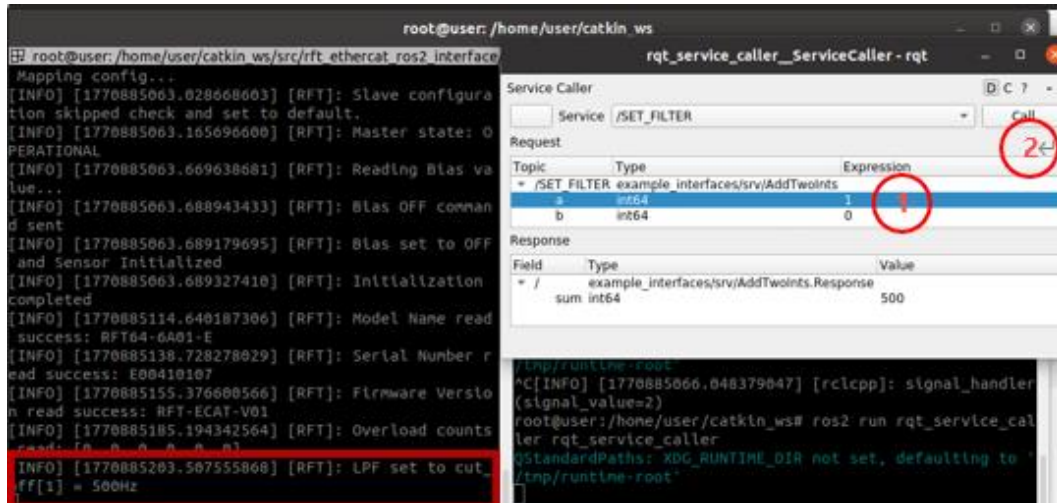 root@user: /home/user/catkin_ws
root@user: /home/user/catkin_ws/src/rft_ethercat_ros2_interface
Mapping config...
[INFO] [1770885063.028668603] [RFT]: Slave configura
tion skipped check and set to default.
[INFO] [1770885063.165696600] [RFT]: Master state: O
PERATIONAL
[INFO] [1770885063.669638681] [RFT]: Reading Bias va
lue...
[INFO] [1770885063.688943433] [RFT]: Bias OFF comman
d sent
[INFO] [1770885063.689179695] [RFT]: Bias set to OFF
and Sensor Initialized
[INFO] [1770885063.689327410] [RFT]: Initialization
completed
[INFO] [1770885114.640187306] [RFT]: Model Name read
success: RFT64-6A01-E
[INFO] [1770885138.728278029] [RFT]: Serial Number r
ead success: E00410107
[INFO] [1770885155.376600566] [RFT]: Firmware Versio
n read success: RFT-ECAT-V01
[INFO] [1770885185.194342564] [RFT]: Overload counts
INFO] [1770885203.507555868] [RFT]: LPF set to cut_
ff[1] = 500Hz
rqt_service_caller__ServiceCaller - rqt
Service Caller
D C ? -
Service /SET_FILTER Call
Request 2
Topic Type Expression
/SET_FILTER example_interfaces/srv/AddTwoInts
a int64 1 1
b int64 0
Response
Field Type Value
/ example_interfaces/srv/AddTwoInts.Response
sum int64 500
/tmp/runtime-root'
^C[INFO] [1770885066.048379047] [rclcpp]: signal_handler
(signal_value=2)
root@user:/home/user/catkin_ws# ros2 run rqt_service_cal
ler rqt_service_caller
QStandardPaths: XDG_RUNTIME_DIR not set, defaulting to '
/tmp/runtime-root'